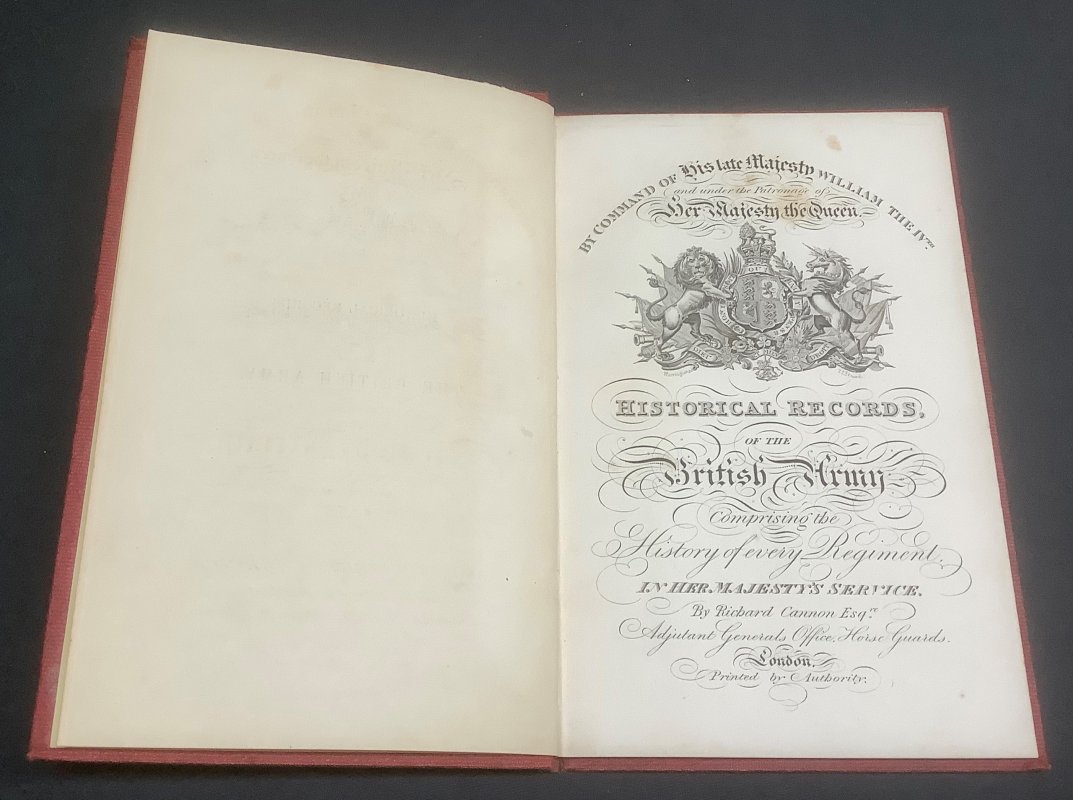 BY COMMAND OF His late Majesty WILLIAM THE IVTH
and under the Patronage of
Her Majesty the Queen.
HISTORICAL RECORDS,
OF THE
British Army
Comprising the
History of every Regiment
IN HER MAJESTY'S SERVICE.
By Richard Cannon Esqre.
Adjutant Generals Office, Horse Guards.
London,
Printed by Authority.